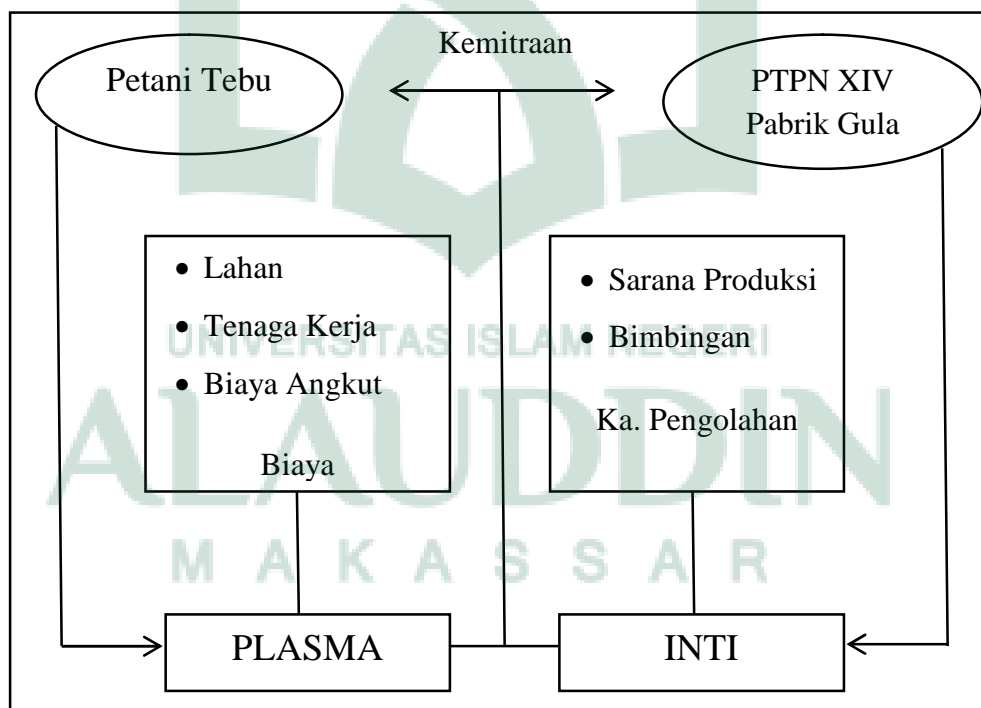 Kemitraan
Petani Tebu
PTPN XIV
Pabrik Gula
• Lahan
• Tenaga Kerja
• Biaya Angkut
Biaya
• Sarana Produksi
• Bimbingan
Ka. Pengolahan
UNIVERSITAS ISLAM NEGERI
ALAUDDIN
MAKASSAR
PLASMA
INTI